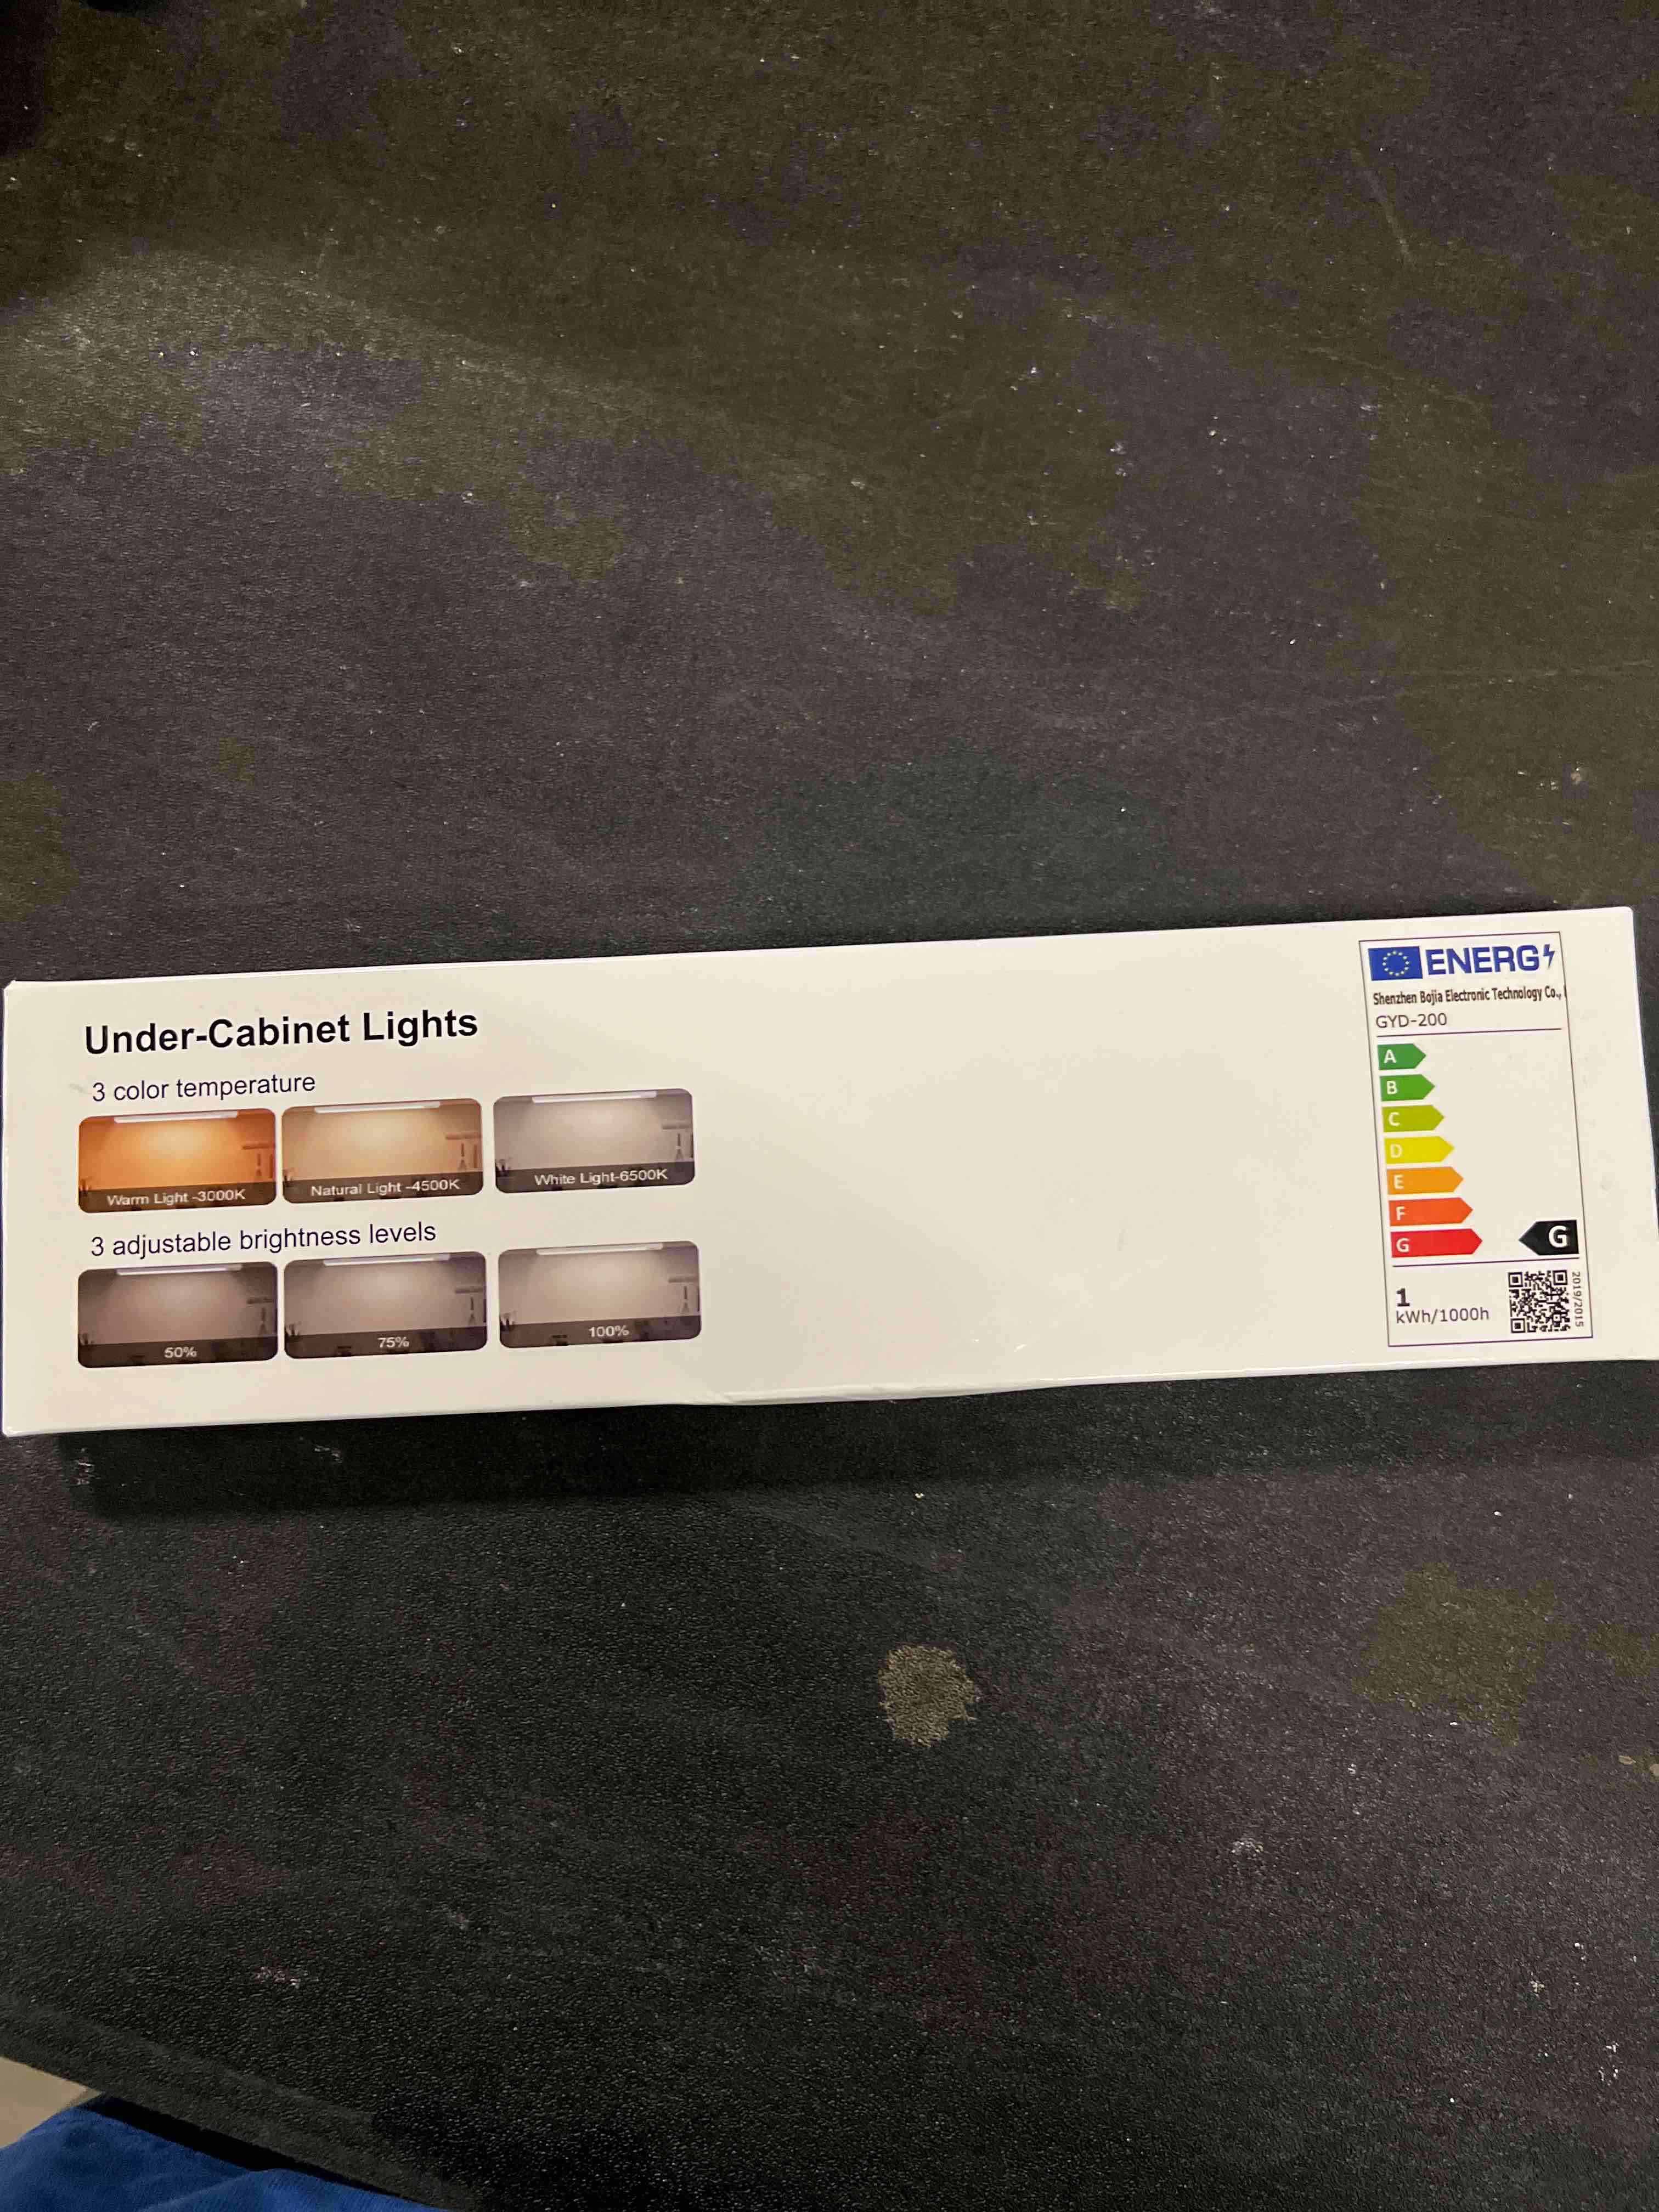 Under-Cabinet Lights
3 color temperature
Warm Light -3000K
Natural Light -4500K
White Light-6500K
3 adjustable brightness levels
50%
75%
100%
ENERG
Shenzhen Bojia Electronic Technology Co.,
GYD-200
A
B
C
D
E
F
G
G
1
kWh/1000h
2019/2015